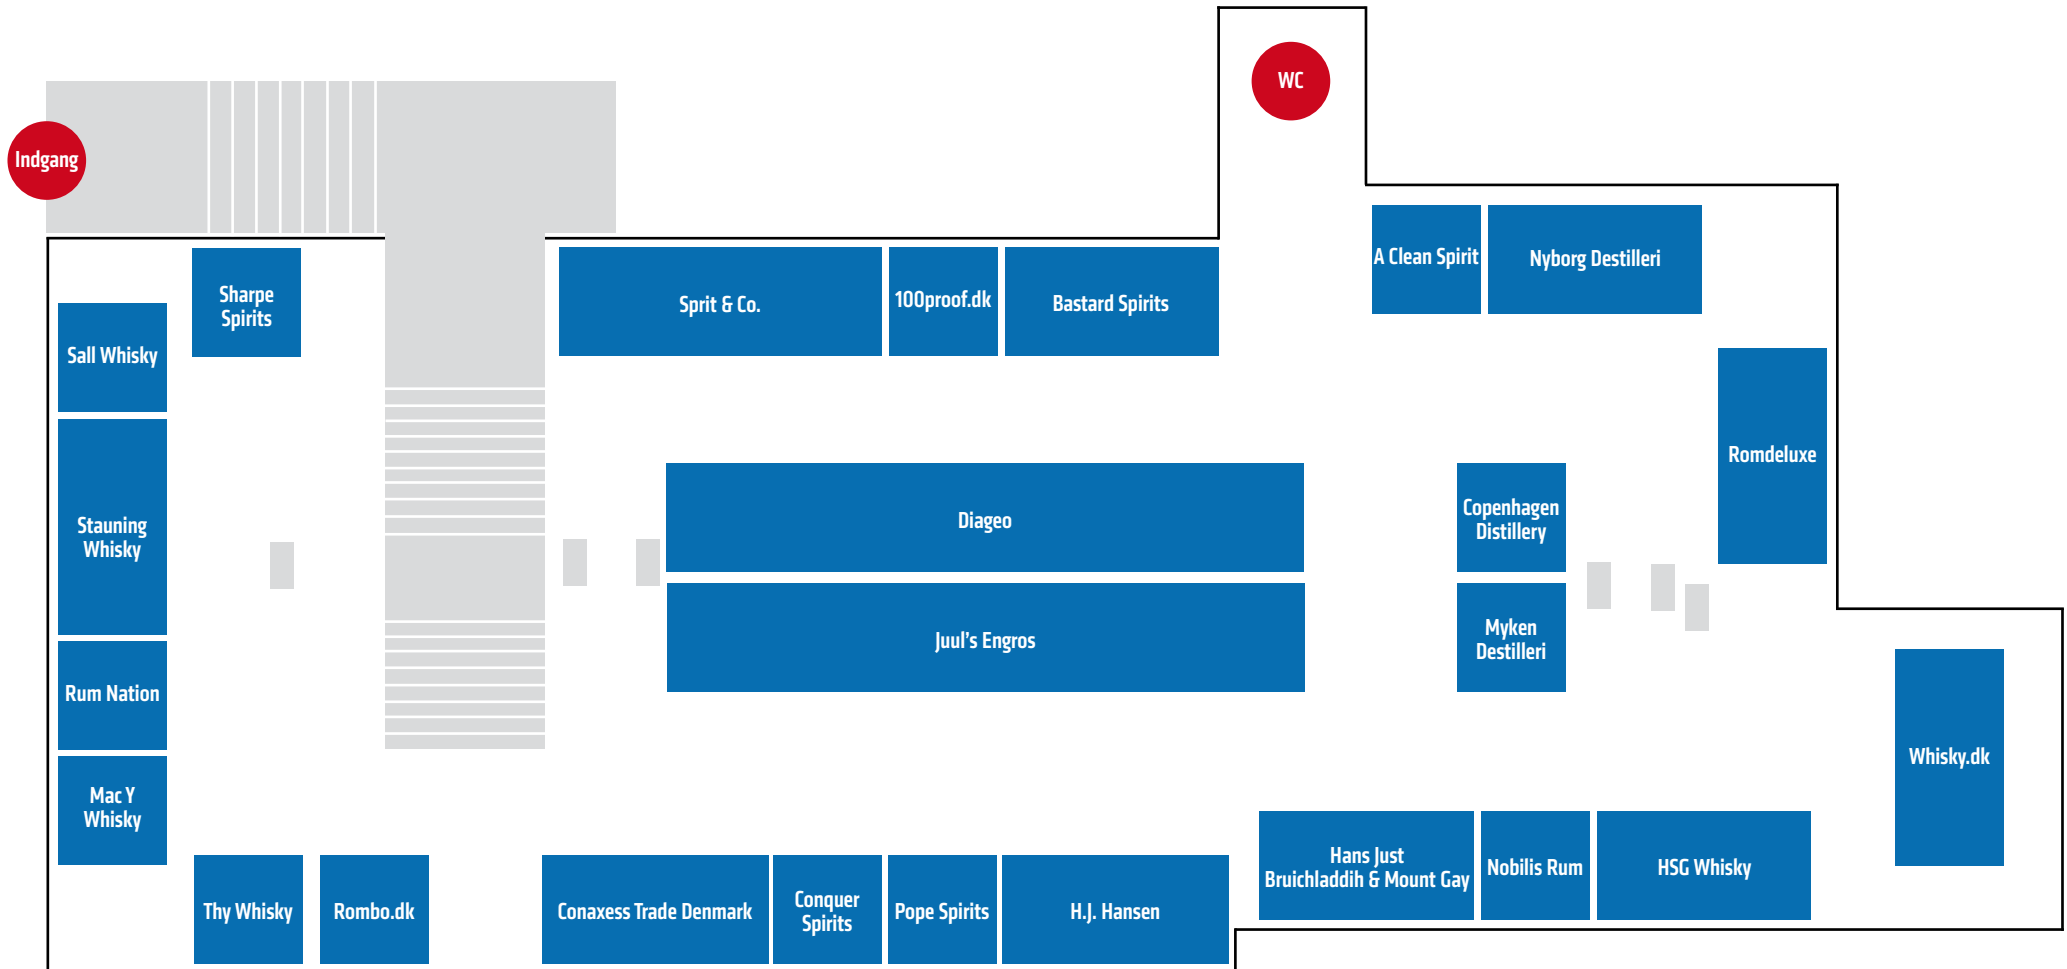 WC
Indgang
A Clean Spirit
Nyborg Destilleri
Sharpe
Spirits
Sprit & Co.
100proof.dk
Bastard Spirits
Sall Whisky
Romdeluxe
Stauning
Whisky
Diageo
Copenhagen
Distillery
Juul's Engros
Myken
Destilleri
Rum Nation
Whisky.dk
Mac Y
Whisky
Hans Just
Bruichladdih & Mount Gay
Nobilis Rum
HSG Whisky
Thy Whisky
Rombo.dk
Conaxess Trade Denmark
Conquer
Spirits
Pope Spirits
H.J. Hansen